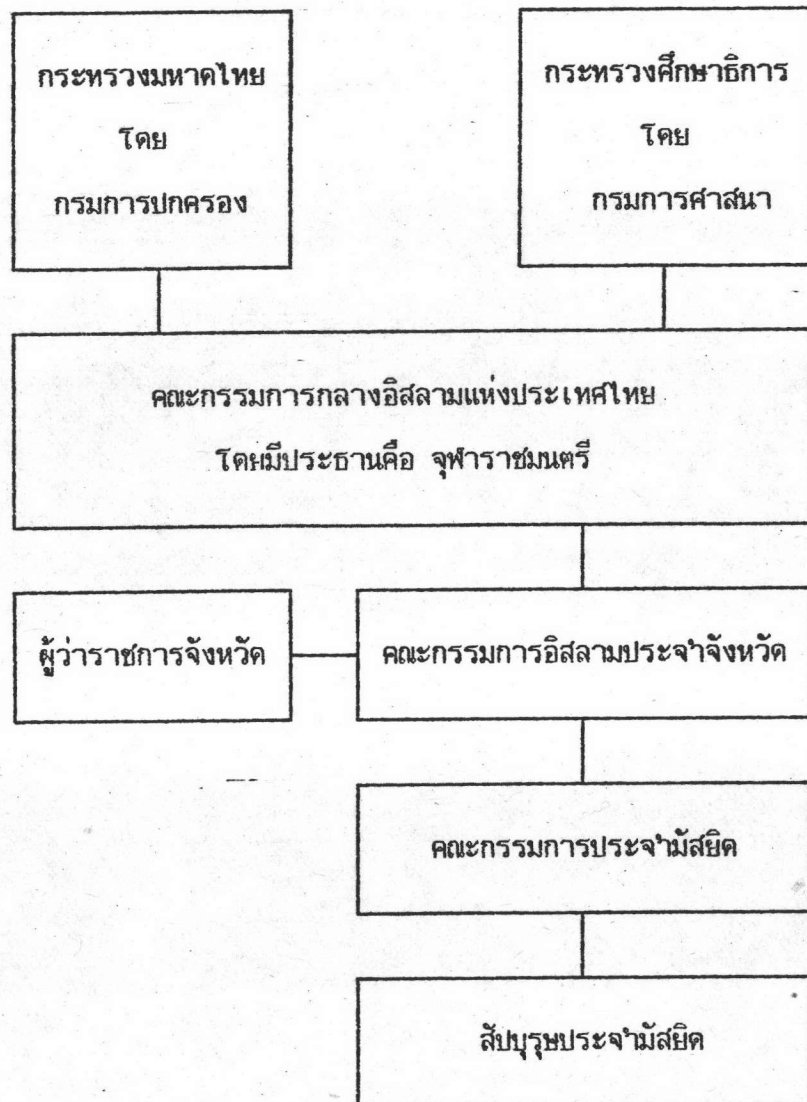 กระทรวงมหาดไทย
โดย
กรมการปกครอง
กระทรวงศึกษาธิการ
โดย
กรมการศาสนา
คณะกรรมการกลางอิสลามแห่งประเทศไทย
โดยมีประธานคือ จุฬาราชมนตรี
ผู้ว่าราชการจังหวัด
คณะกรรมการอิสลามประจำจังหวัด
คณะกรรมการประจำมัสยิด
สัปบุรุษประจำมัสยิด